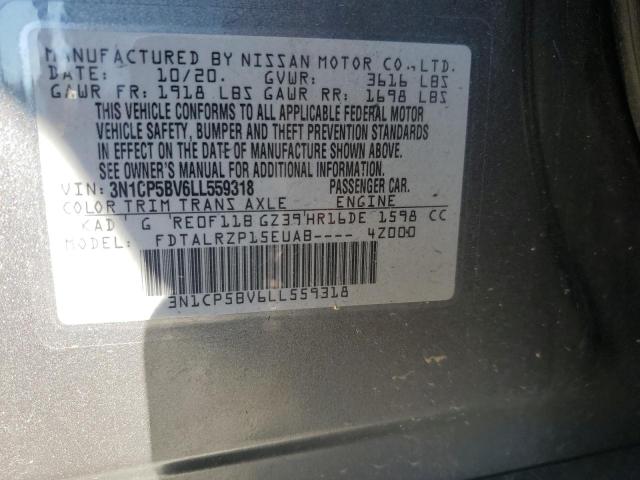 MANUFACTURED BY NISSAN MOTOR CO., LTD.
DATE: 10/20. GVWR: 3616 LBS
GAWR FR: 1918 LBS GAWR RR: 1698 LBS
THIS VEHICLE CONFORMS TO ALL APPLICABLE FEDERAL MOTOR
VEHICLE SAFETY, BUMPER AND THEFT PREVENTION STANDARDS
IN EFFECT ON THE DATE OF MANUFACTURE SHOWN ABOVE.
SEE OWNER'S MANUAL FOR ADDITIONAL INFORMATION.
VIN: 3N1CP5BV6LL559318 PASSENGER CAR.
COLOR TRIM TRANS AXLE ENGINE
KAD G RE0F11B GZ39 HR16DE 1598 CC
MODEL: FDTALRZP15EUAB---- 4Z000
3N1CP5BV6LL559318